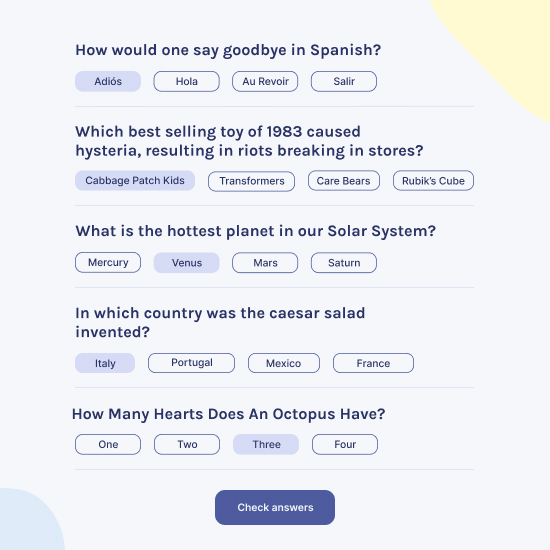 How would one say goodbye in Spanish?
Adiós Hola Au Revoir Salir
Which best selling toy of 1983 caused
hysteria, resulting in riots breaking in stores?
Cabbage Patch Kids Transformers Care Bears Rubik's Cube
What is the hottest planet in our Solar System?
Mercury Venus Mars Saturn
In which country was the caesar salad
invented?
Italy Portugal Mexico France
How Many Hearts Does An Octopus Have?
One Two Three Four
Check answers